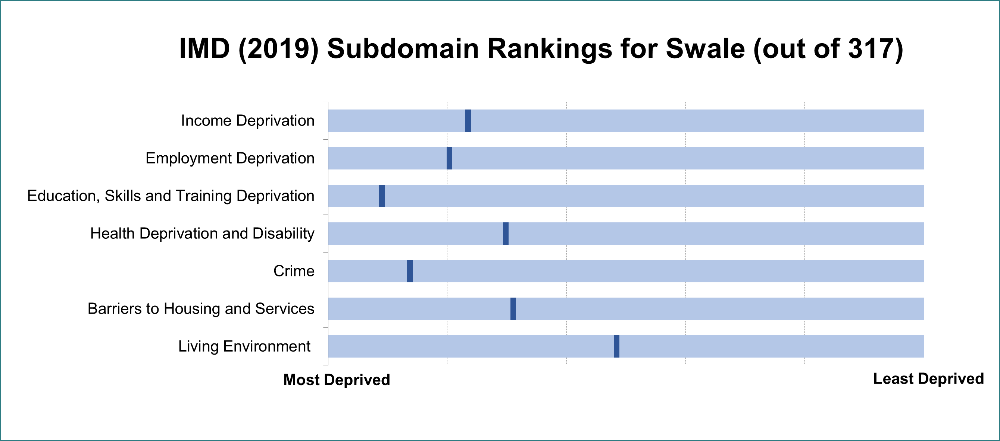 IMD (2019) Subdomain Rankings for Swale (out of 317)
Income Deprivation
Employment Deprivation
Education, Skills and Training Deprivation
Health Deprivation and Disability
Crime
Barriers to Housing and Services
Living Environment
Most Deprived
Least Deprived